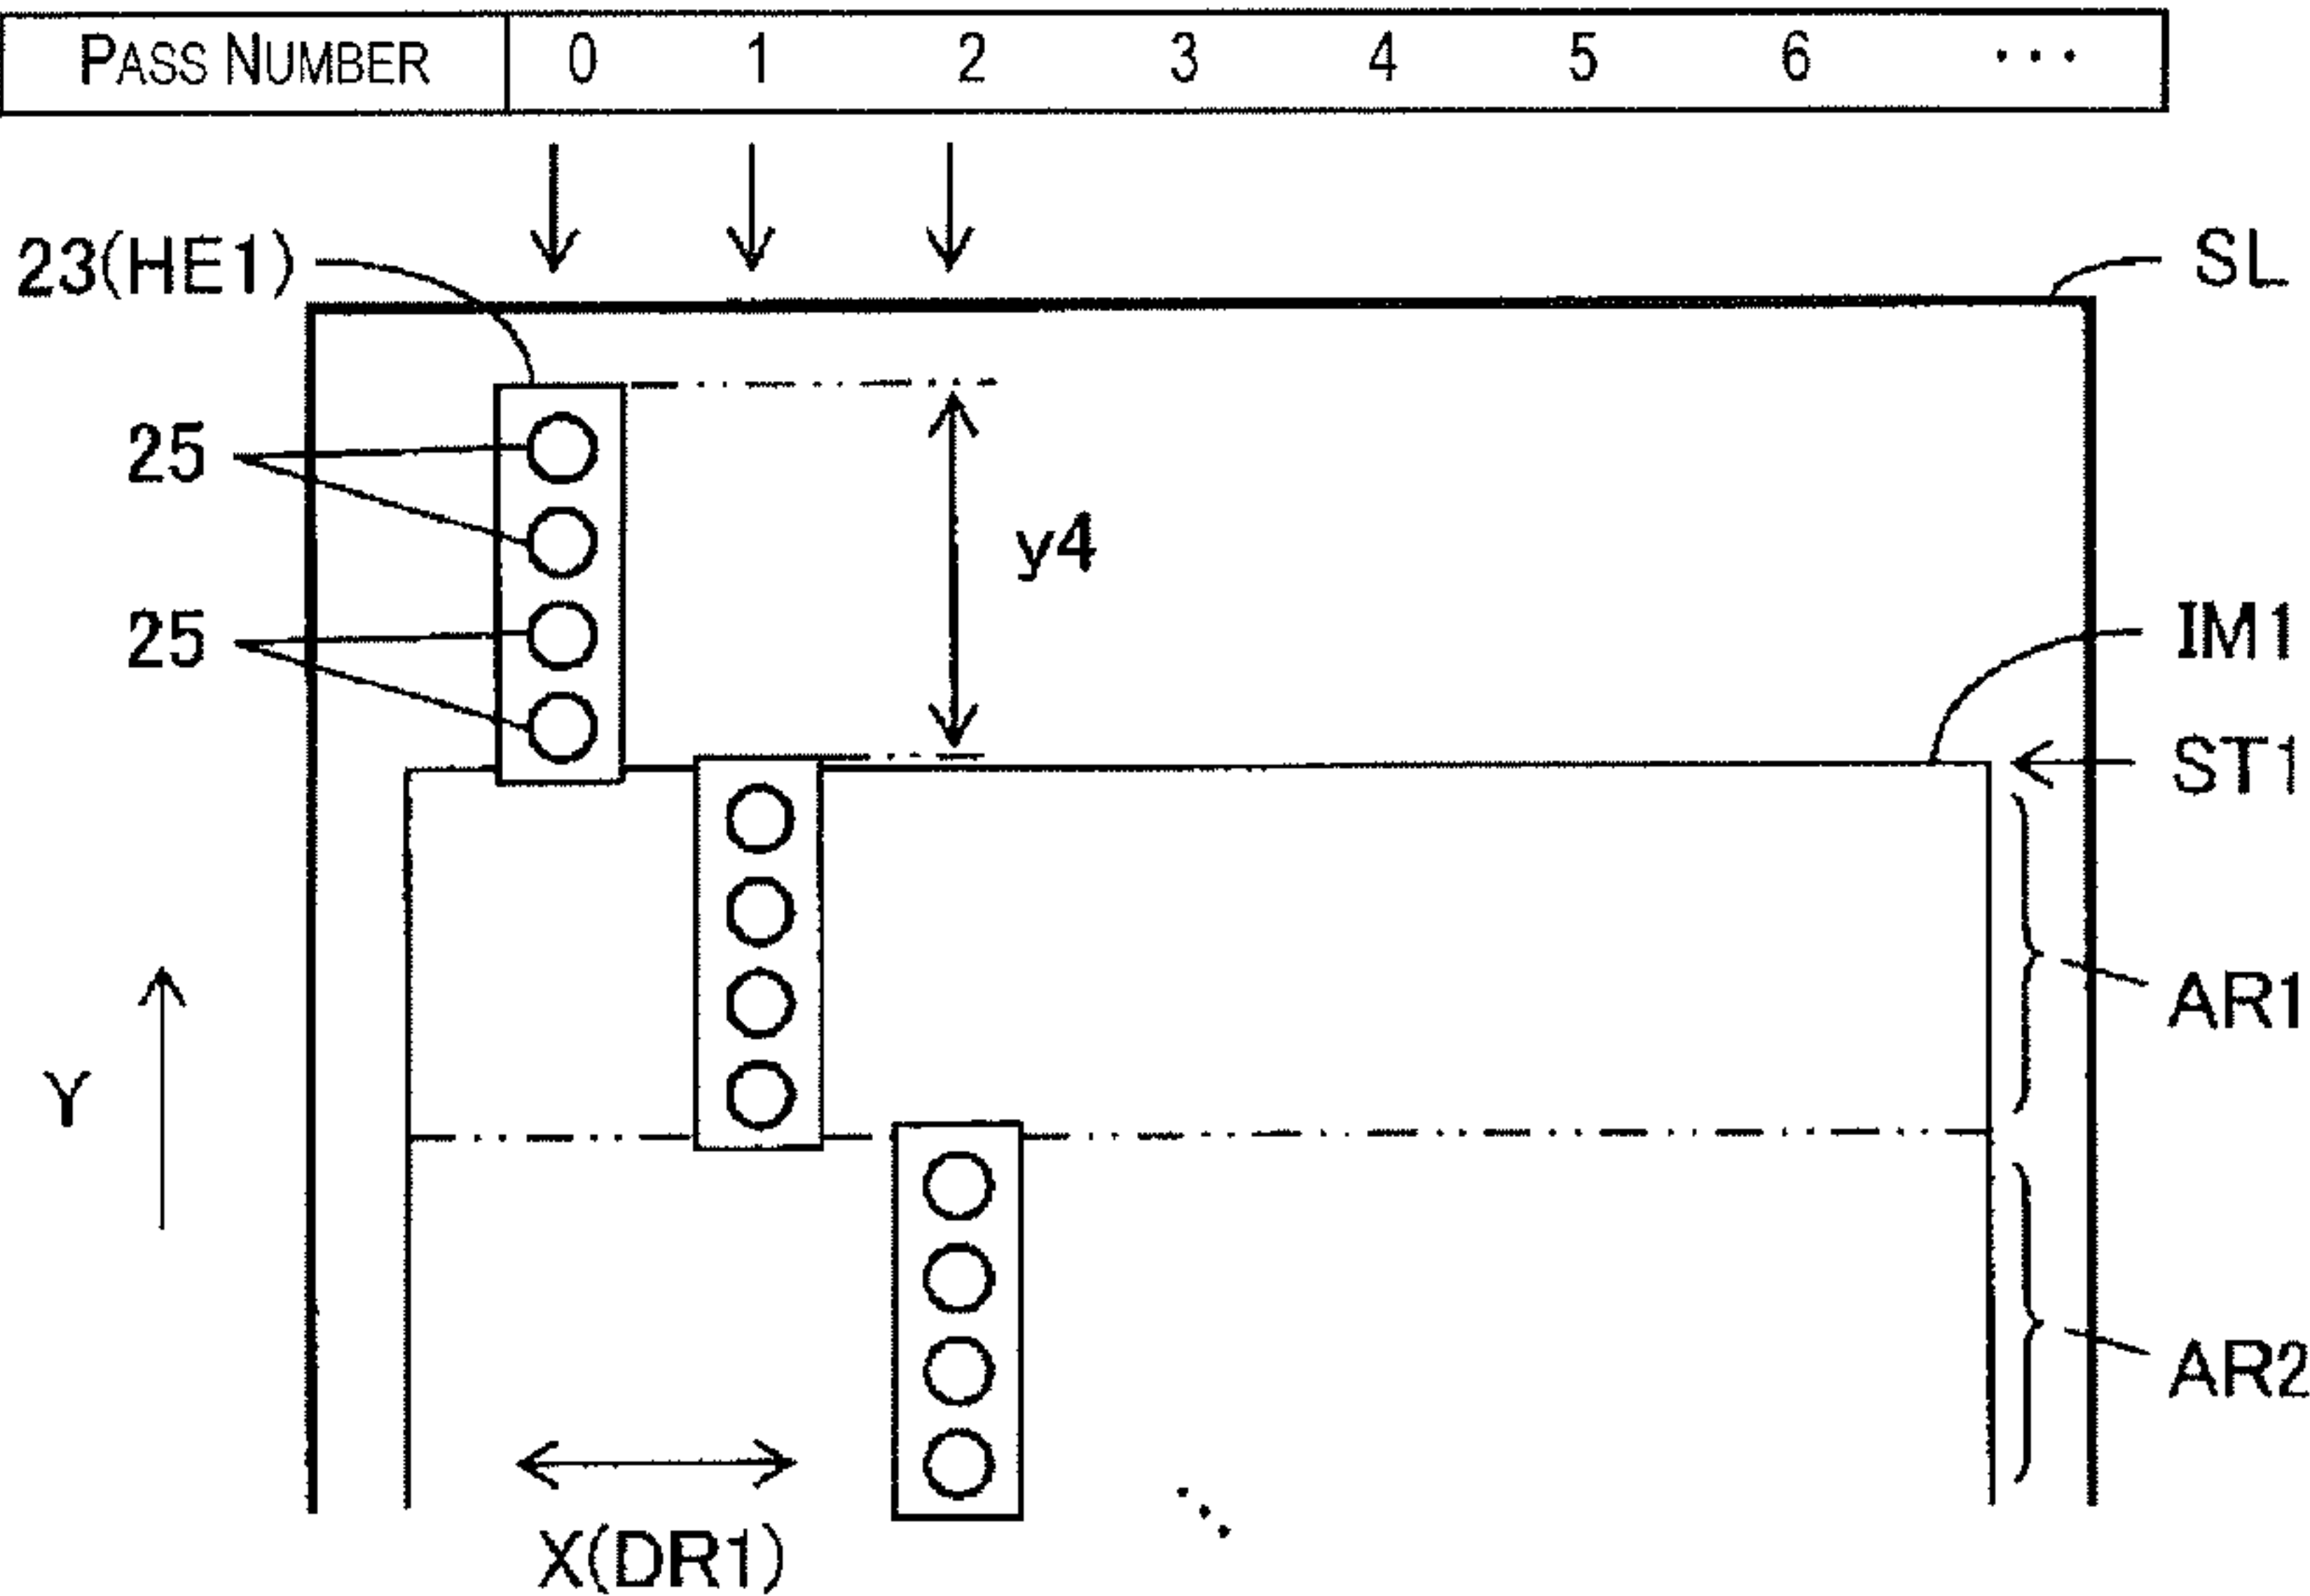 PASS NUMBER 0 1 2 3 4 5 6 ...
23(HE1)
SL
25
y4
IM1
25
ST1
AR1
Y
AR2
X(DR1)